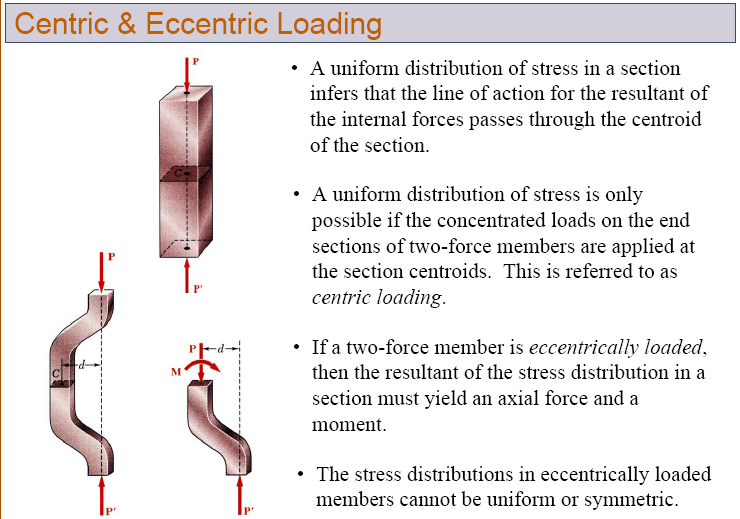 Centric & Eccentric Loading
P
C
P'
• A uniform distribution of stress in a section
infers that the line of action for the resultant of
the internal forces passes through the centroid
of the section.
• A uniform distribution of stress is only
possible if the concentrated loads on the end
sections of two-force members are applied at
the section centroids.  This is referred to as
centric loading.
P
d
C
P'
P
d
M
P'
• If a two-force member is eccentrically loaded,
then the resultant of the stress distribution in a
section must yield an axial force and a
moment.
• The stress distributions in eccentrically loaded
members cannot be uniform or symmetric.